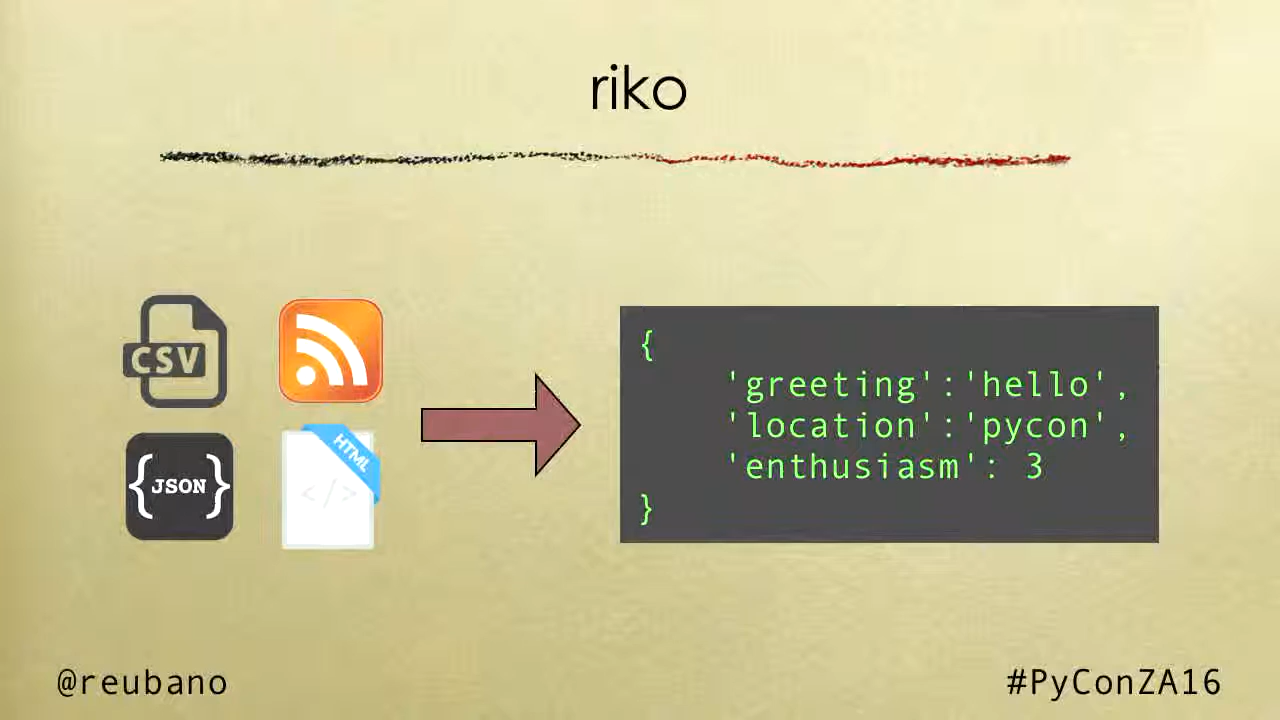 riko
CSV
HTML
</>
{JSON}
{
'greeting':'hello',
'location':'pycon',
'enthusiasm': 3
}
@reubano
#PyConZA16